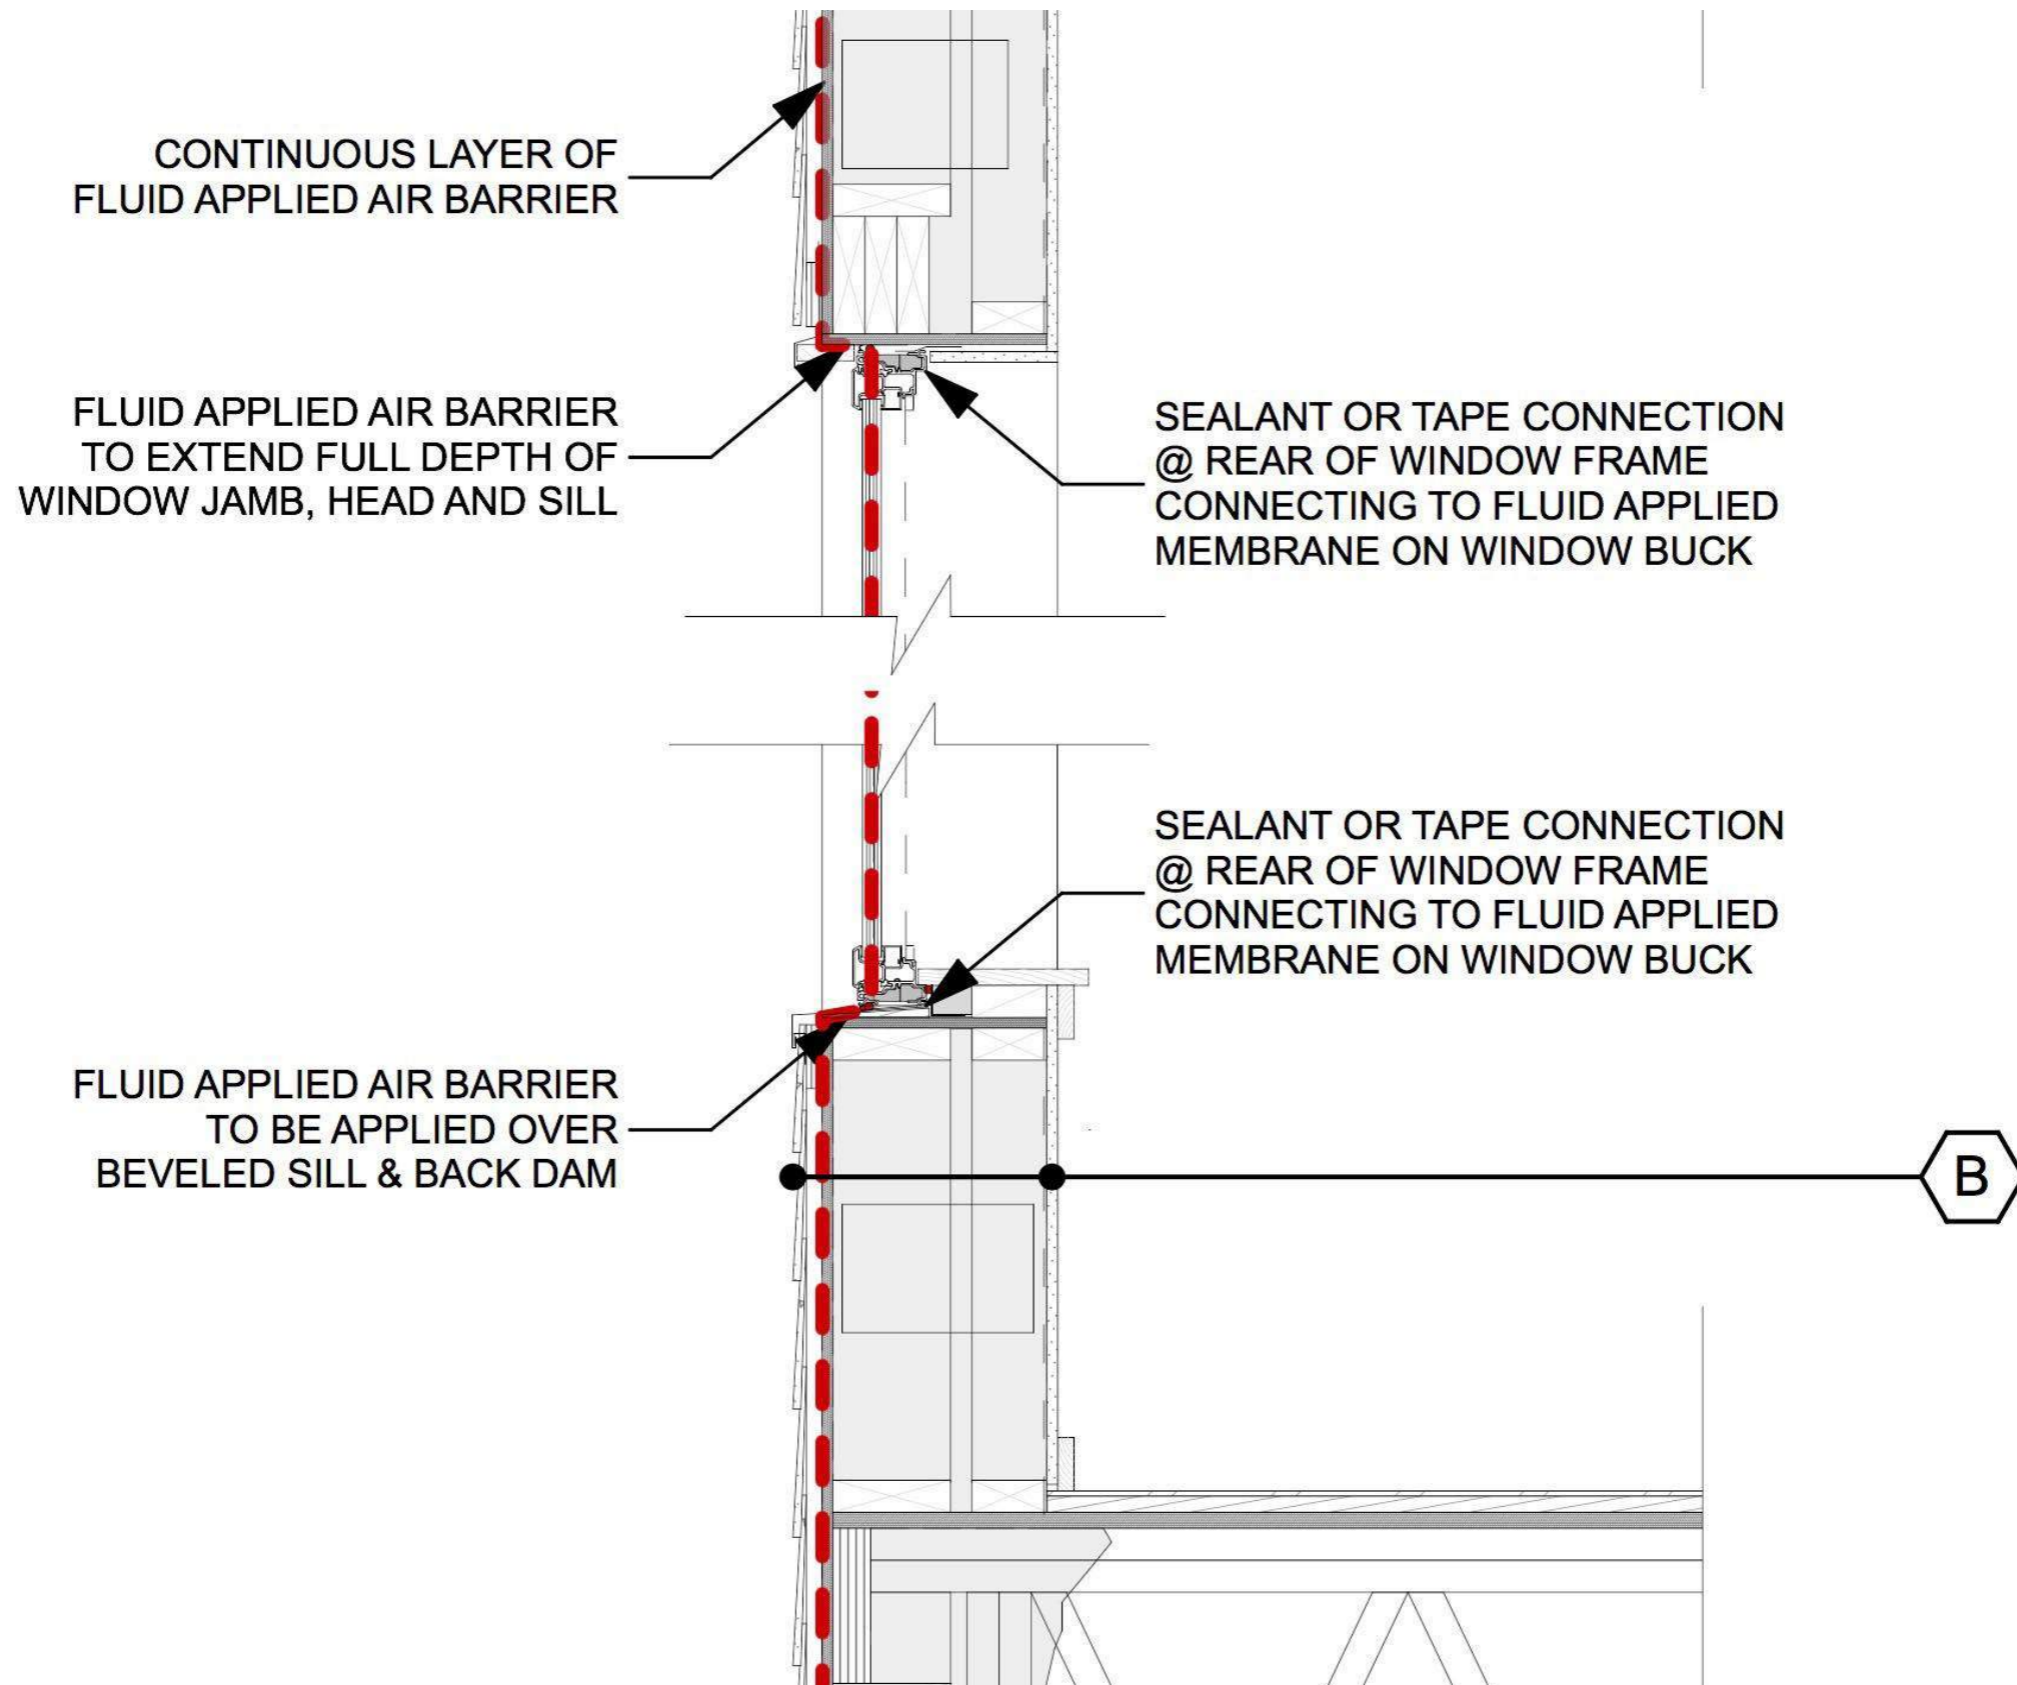 CONTINUOUS LAYER OF
FLUID APPLIED AIR BARRIER
FLUID APPLIED AIR BARRIER
TO EXTEND FULL DEPTH OF
WINDOW JAMB, HEAD AND SILL
SEALANT OR TAPE CONNECTION
@ REAR OF WINDOW FRAME
CONNECTING TO FLUID APPLIED
MEMBRANE ON WINDOW BUCK
SEALANT OR TAPE CONNECTION
@ REAR OF WINDOW FRAME
CONNECTING TO FLUID APPLIED
MEMBRANE ON WINDOW BUCK
FLUID APPLIED AIR BARRIER
TO BE APPLIED OVER
BEVELED SILL & BACK DAM
B